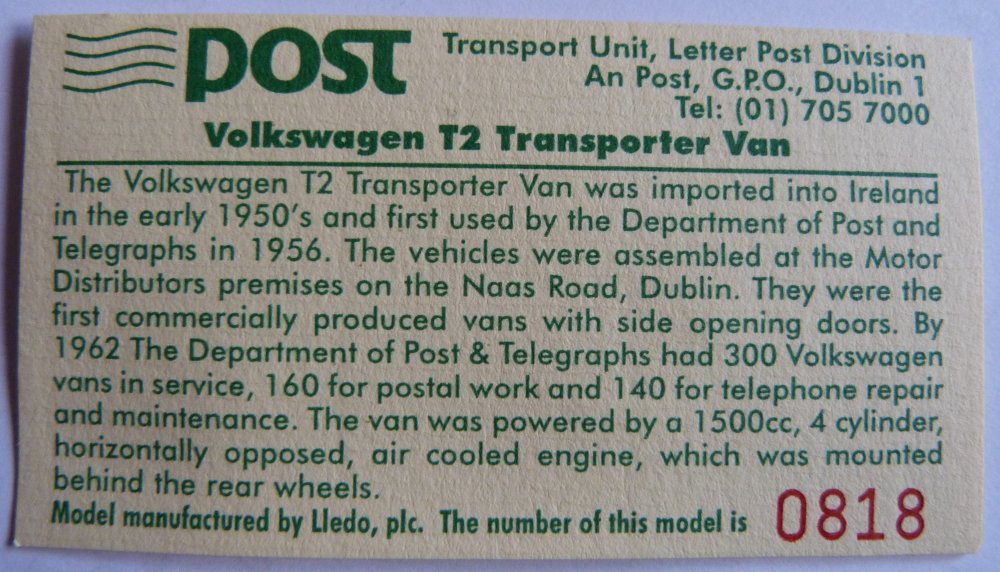 POST
Transport Unit, Letter Post Division
An Post, G.P.O., Dublin 1
Tel: (01) 705 7000
Volkswagen T2 Transporter Van
The Volkswagen T2 Transporter Van was imported into Ireland
in the early 1950's and first used by the Department of Post and
Telegraphs in 1956. The vehicles were assembled at the Motor
Distributors premises on the Naas Road, Dublin. They were the
first commercially produced vans with side opening doors. By
1962 The Department of Post & Telegraphs had 300 Volkswagen
vans in service, 160 for postal work and 140 for telephone repair
and maintenance. The van was powered by a 1500cc, 4 cylinder,
horizontally opposed, air cooled engine, which was mounted
behind the rear wheels.
Model manufactured by Lledo, plc. The number of this model is 0818